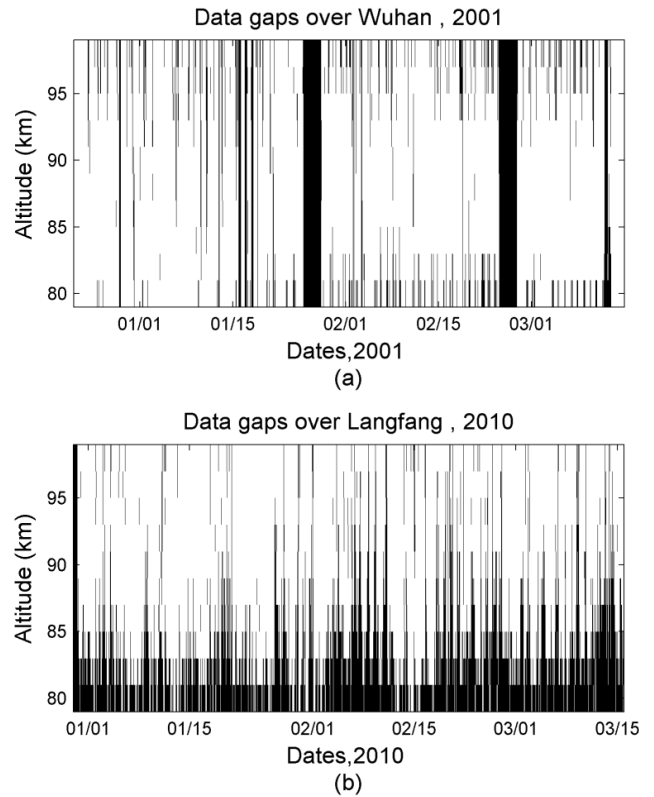 Data gaps over Wuhan , 2001
Altitude (km)
95
90
85
80
01/01 01/15 02/01 02/15 03/01
Dates,2001
(a)
Data gaps over Langfang , 2010
Altitude (km)
95
90
85
80
01/01 01/15 02/01 02/15 03/01 03/15
Dates,2010
(b)